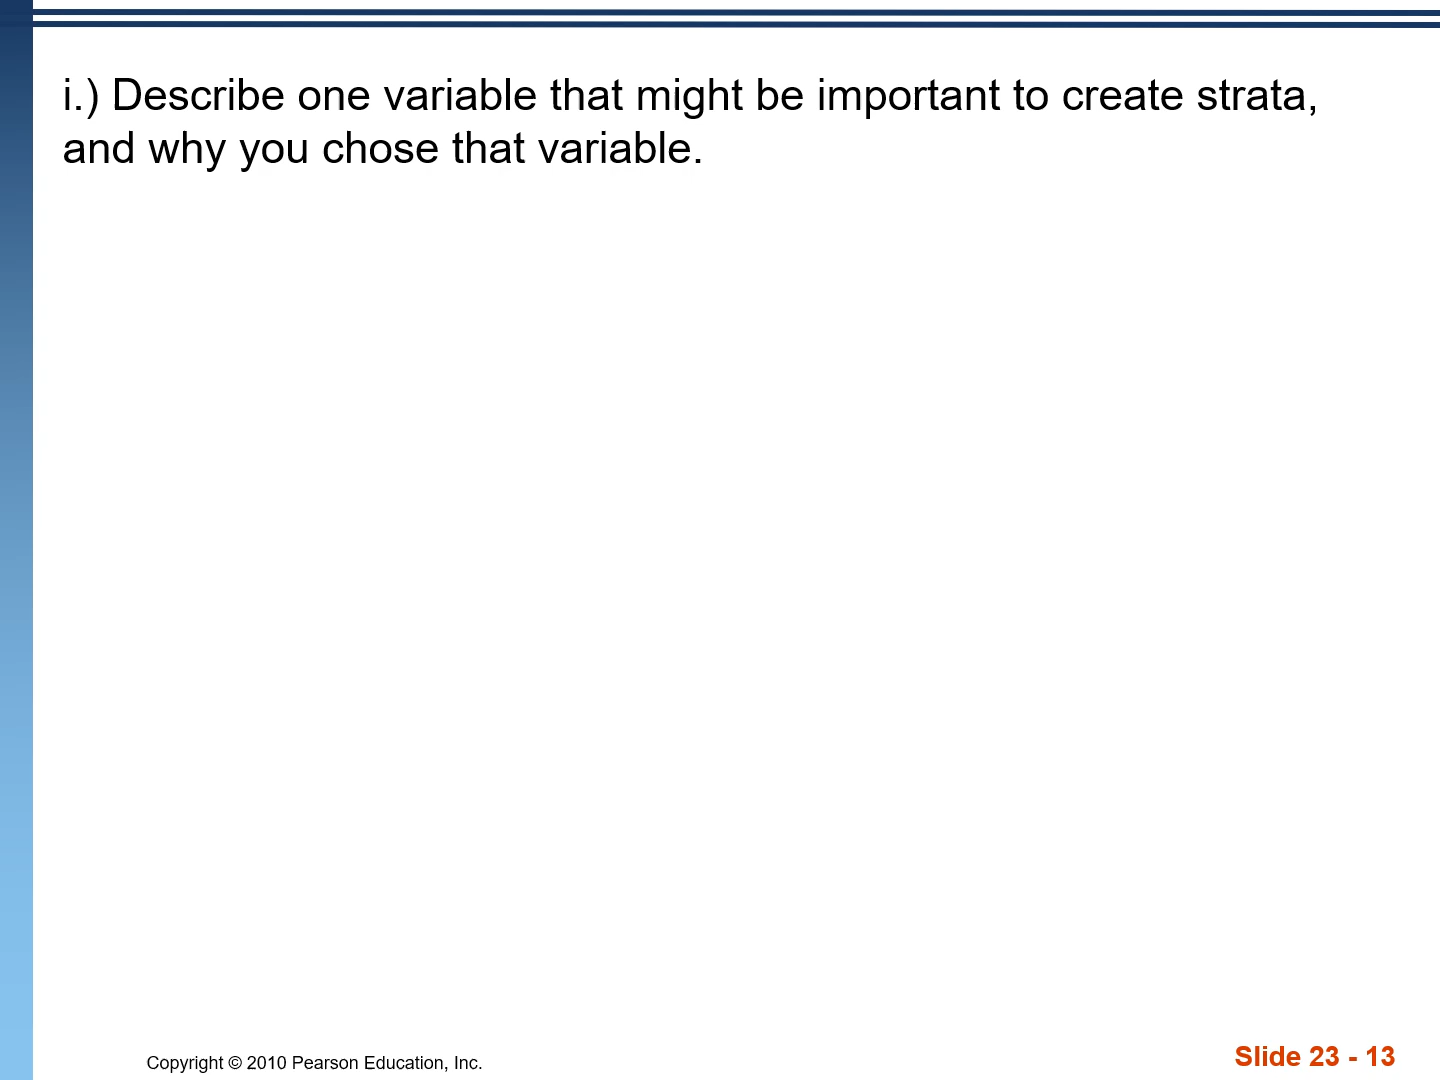 i.) Describe one variable that might be important to create strata,
and why you chose that variable.
Copyright © 2010 Pearson Education, Inc.
Slide 23 - 13